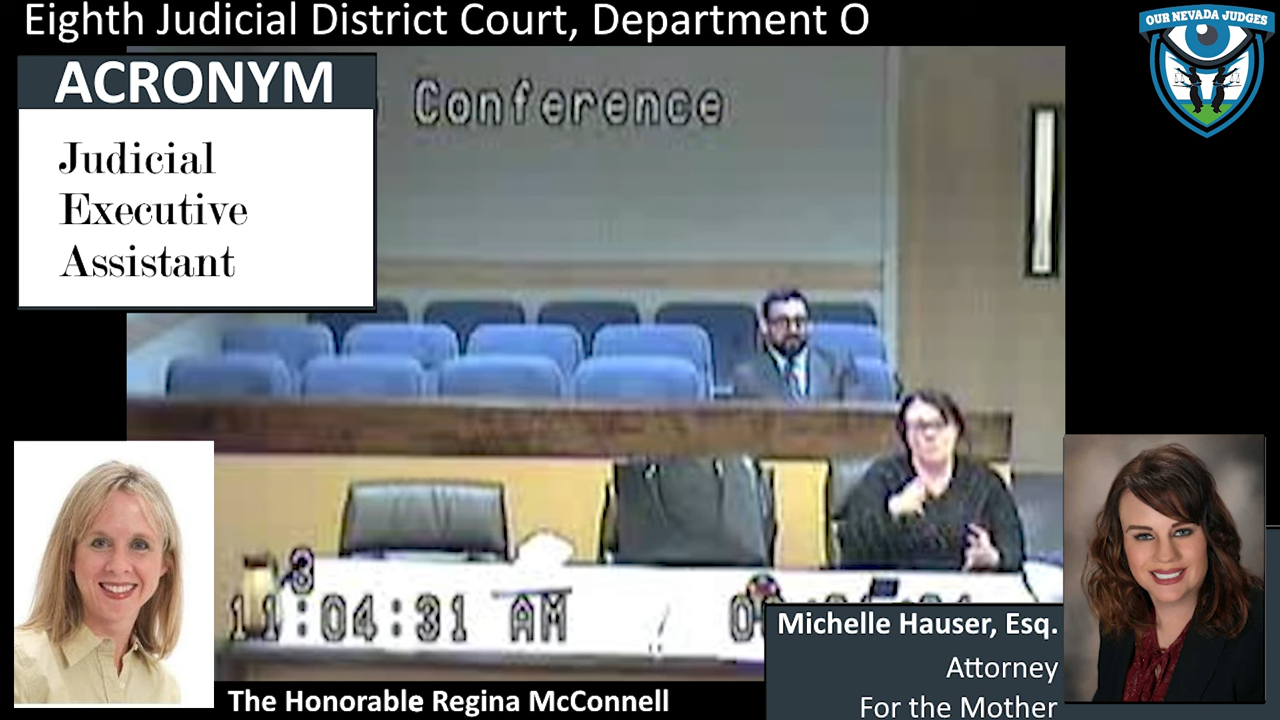 Eighth Judicial District Court, Department O
OUR NEVADA JUDGES
ACRONYM
Judicial
Executive
Assistant
Conference
3
11:04:31 AM
Michelle Hauser, Esq.
Attorney
For the Mother
The Honorable Regina McConnell